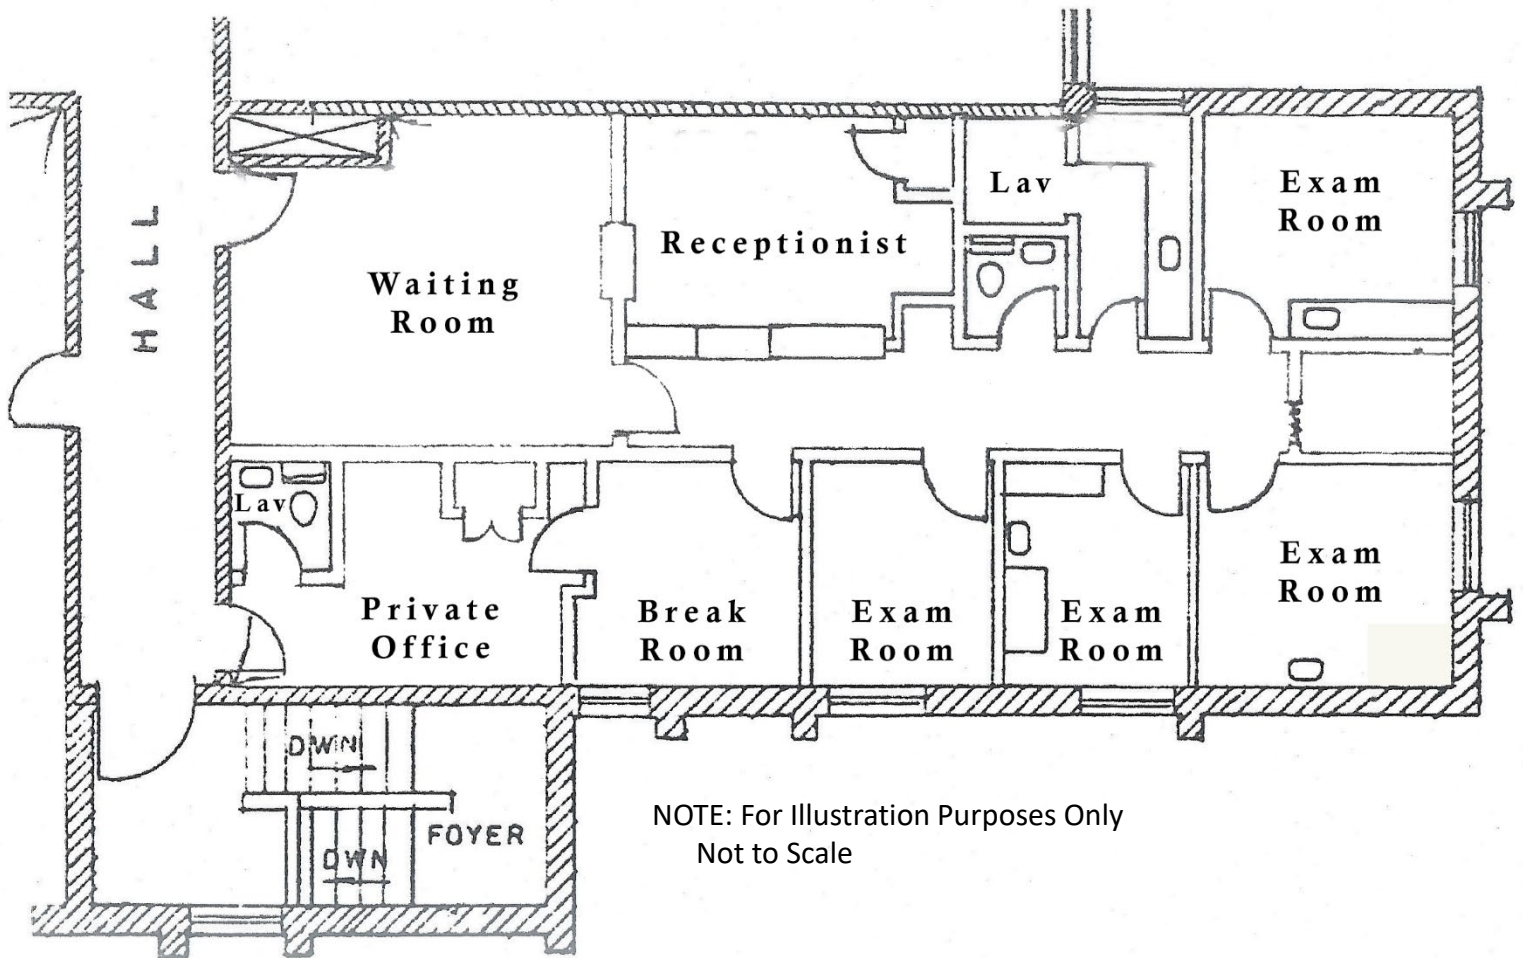 HALL
Waiting
Room
Receptionist
Lav
Exam
Room
Lav
Private
Office
Break
Room
Exam
Room
Exam
Room
Exam
Room
DWN
DWN
FOYER
NOTE: For Illustration Purposes Only
Not to Scale